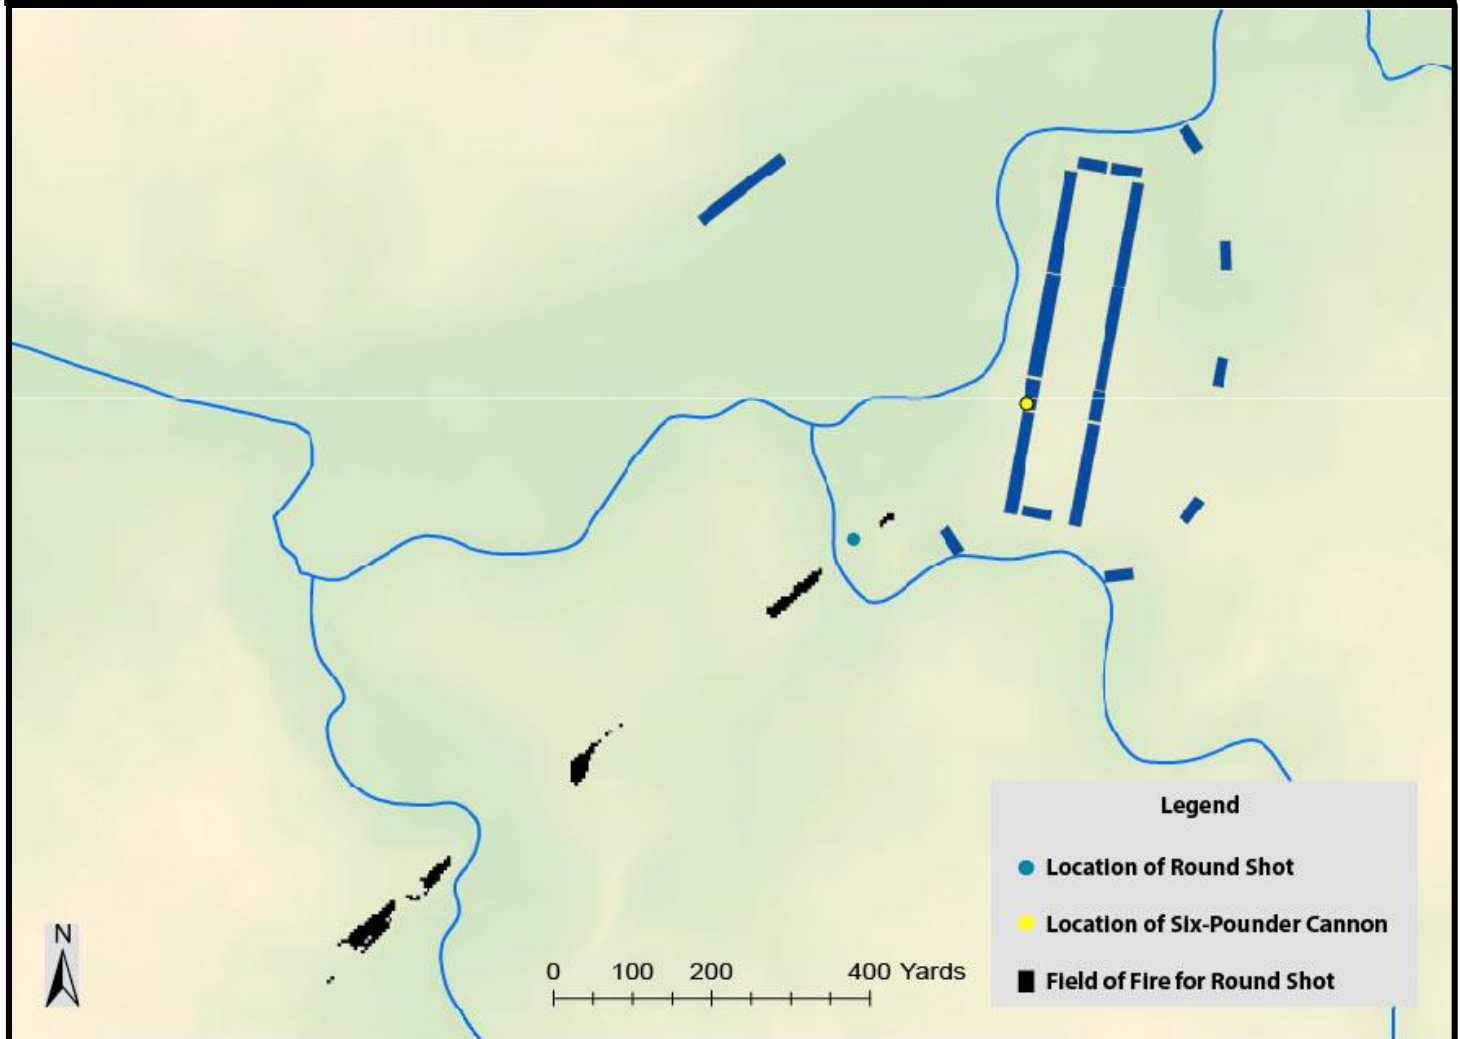 Legend
Location of Round Shot
Location of Six-Pounder Cannon
Field of Fire for Round Shot
N
0 100 200 400 Yards